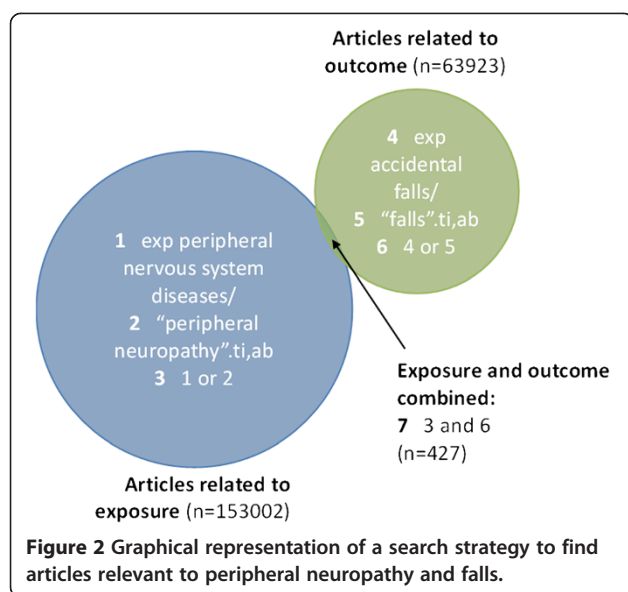 Articles related to
outcome (n=63923)
4 exp
accidental
falls/
5 “falls”.ti,ab
6 4 or 5
1 exp peripheral
nervous system
diseases/
2 “peripheral
neuropathy”.ti,ab
3 1 or 2
Exposure and outcome
combined:
7 3 and 6
(n=427)
Articles related to
exposure (n=153002)
Figure 2 Graphical representation of a search strategy to find
articles relevant to peripheral neuropathy and falls.